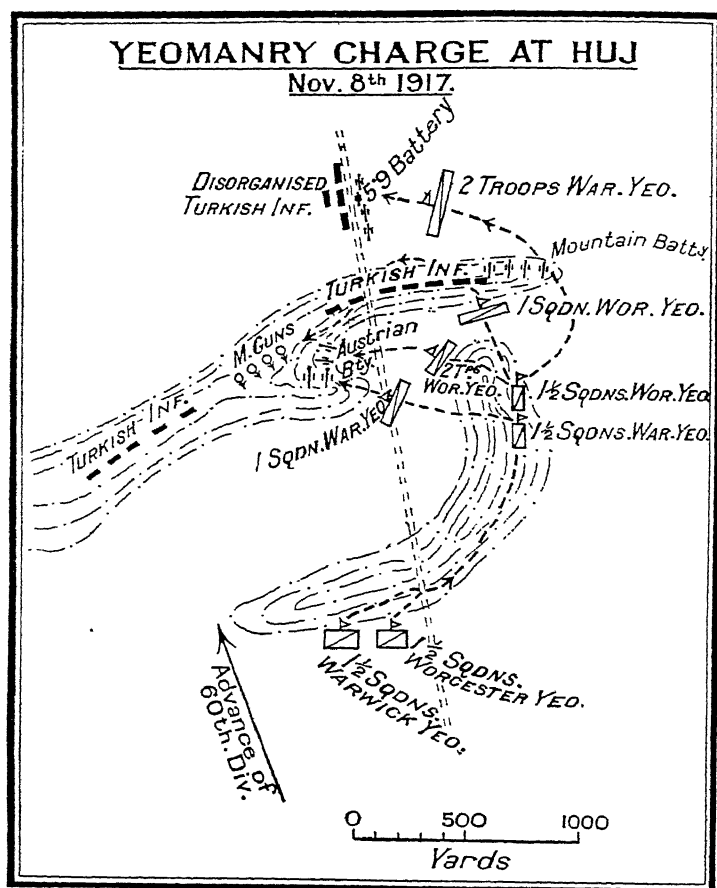 YEOMANRY CHARGE AT HUJ
Nov. 8th 1917.
5·9 Battery
DISORGANISED
TURKISH INF.
2 TROOPS WAR. YEO.
Mountain Batty
TURKISH INF.
1 SQDN. WOR. YEO.
M. GUNS
Austrian
Bty
2 TPS
WOR. YEO.
1½ SQDNS. WOR. YEO
1½ SQDNS. WAR. YEO.
TURKISH INF.
1 SQDN. WAR. YEO.
1½ SQDNS.
WORCESTER YEO.
1½ SQDNS.
WARWICK YEO.
Advance of
60th. Div.
0 500 1000
Yards